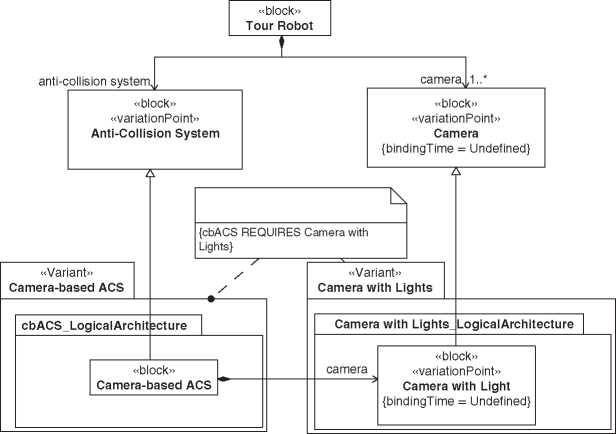 «block»
Tour Robot
anti-collision system
camera 1..*
«block»
«variationPoint»
Anti-Collision System
«block»
«variationPoint»
Camera
{bindingTime = Undefined}
{cbACS REQUIRES Camera with
Lights}
«Variant»
Camera-based ACS
«Variant»
Camera with Lights
cbACS_LogicalArchitecture
Camera with Lights_LogicalArchitecture
«block»
Camera-based ACS
camera
«block»
«variationPoint»
Camera with Light
{bindingTime = Undefined}